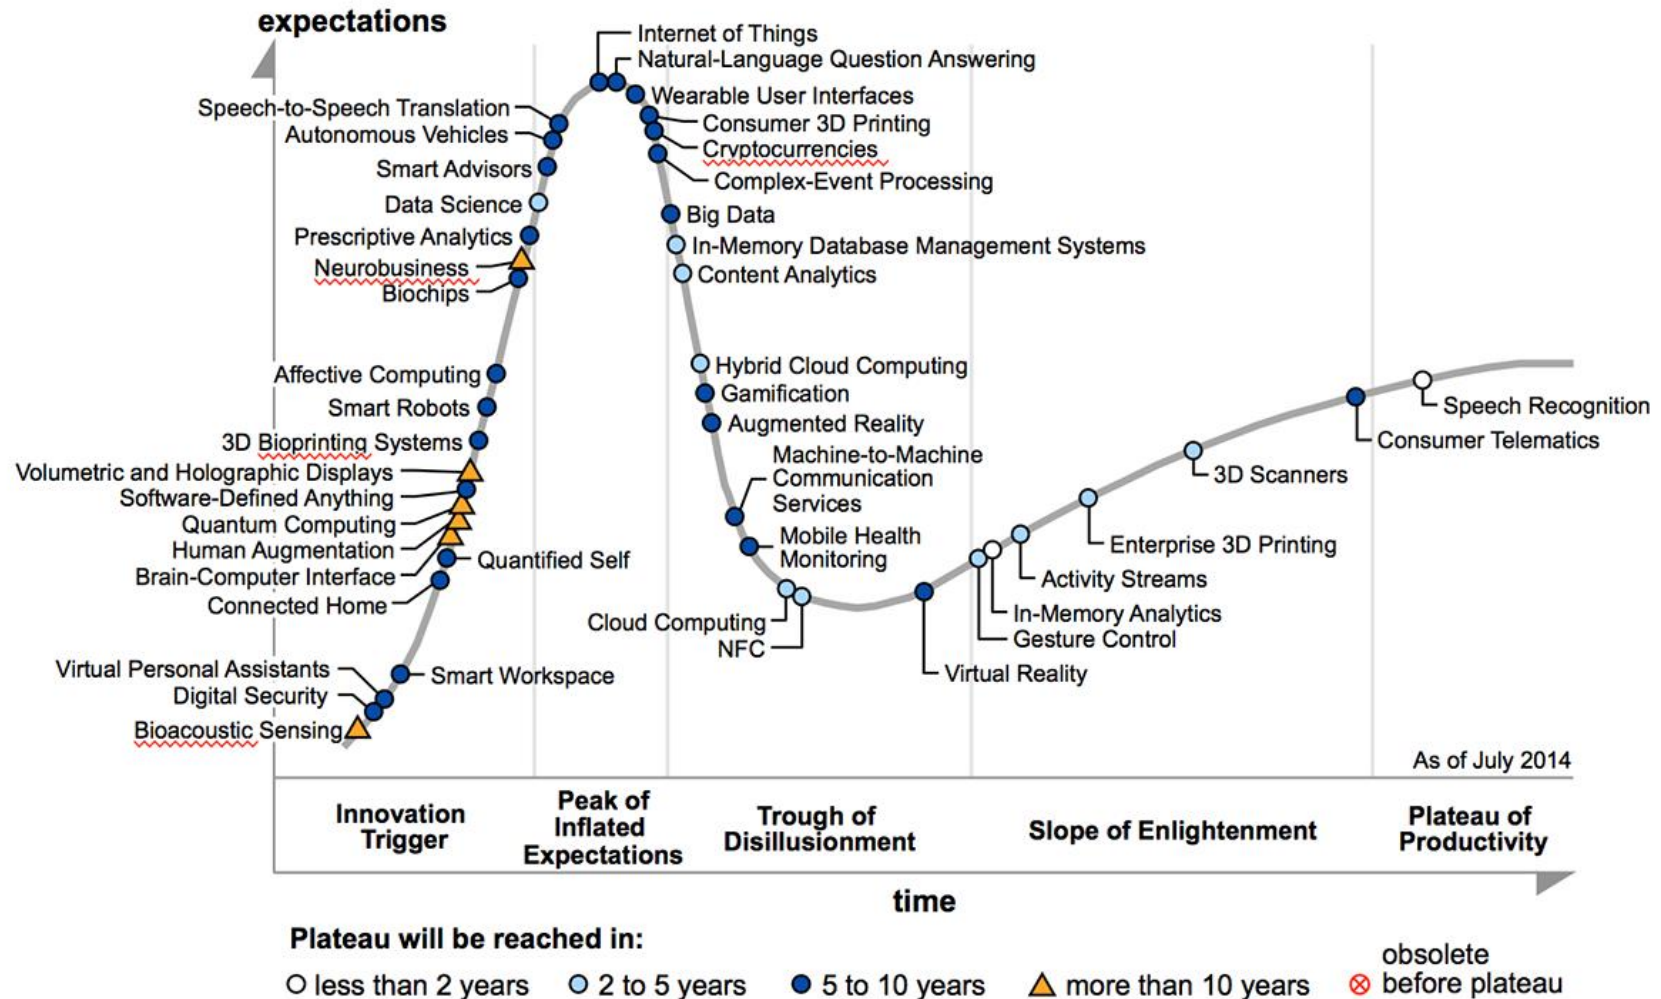 expectations
Internet of Things
Natural-Language Question Answering
Wearable User Interfaces
Consumer 3D Printing
Cryptocurrencies
Complex-Event Processing
Speech-to-Speech Translation
Autonomous Vehicles
Smart Advisors
Data Science
Prescriptive Analytics
Neurobusiness
Biochips
Big Data
In-Memory Database Management Systems
Content Analytics
Affective Computing
Smart Robots
3D Bioprinting Systems
Volumetric and Holographic Displays
Software-Defined Anything
Quantum Computing
Human Augmentation
Brain-Computer Interface
Connected Home
Quantified Self
Virtual Personal Assistants
Digital Security
Bioacoustic Sensing
Smart Workspace
Hybrid Cloud Computing
Gamification
Augmented Reality
Machine-to-Machine
Communication
Services
Mobile Health
Monitoring
Cloud Computing
NFC
Virtual Reality
Gesture Control
In-Memory Analytics
Activity Streams
Enterprise 3D Printing
3D Scanners
Consumer Telematics
Speech Recognition
As of July 2014
Innovation
Trigger
Peak of
Inflated
Expectations
Trough of
Disillusionment
Slope of Enlightenment
Plateau of
Productivity
time
Plateau will be reached in:
less than 2 years
2 to 5 years
5 to 10 years
more than 10 years
obsolete
before plateau